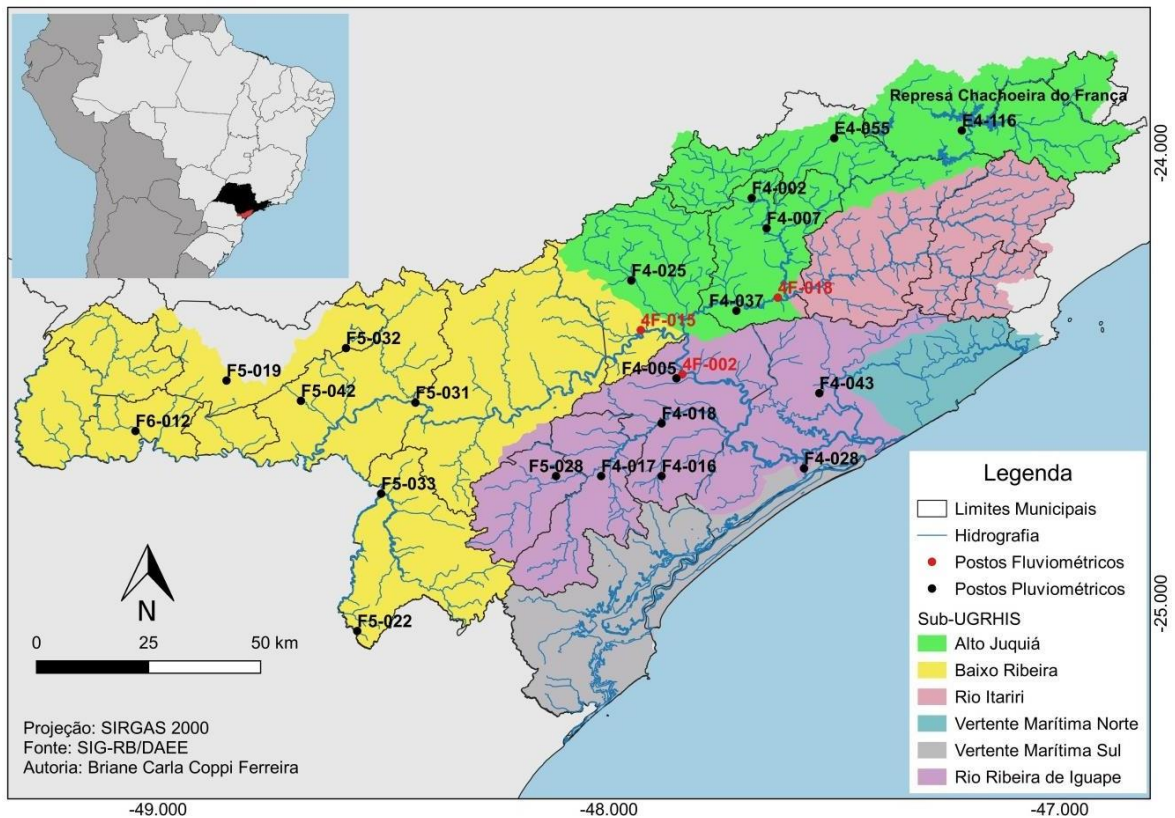 Represa Chachoeira do França
E4-116
E4-055
F4-002
F4-007
F4-025
4F-018
F4-037
4F-015
F5-032
4F-002
F4-005
F5-019
F5-042
F5-031
F4-043
F6-012
F4-018
F4-028
F5-028
F4-017
F4-016
F5-033
F5-022
N
0 25 50 km
Projeção: SIRGAS 2000
Fonte: SIG-RB/DAEE
Autoria: Briane Carla Coppi Ferreira
Legenda
Limites Municipais
Hidrografia
Postos Fluviométricos
Postos Pluviométricos
Sub-UGRHIS
Alto Juquiá
Baixo Ribeira
Rio Itariri
Vertente Marítima Norte
Vertente Marítima Sul
Rio Ribeira de Iguape
-24.000
-25.000
-49.000
-48.000
-47.000